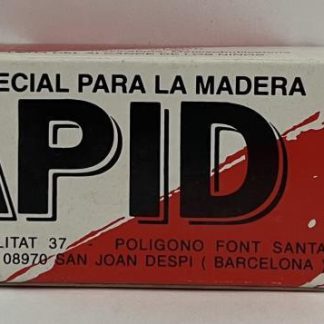 ECIAL PARA LA MADERA
APID
LITAT 37 - POLIGONO FONT SANTA
08970 SAN JOAN DESPI ( BARCELONA